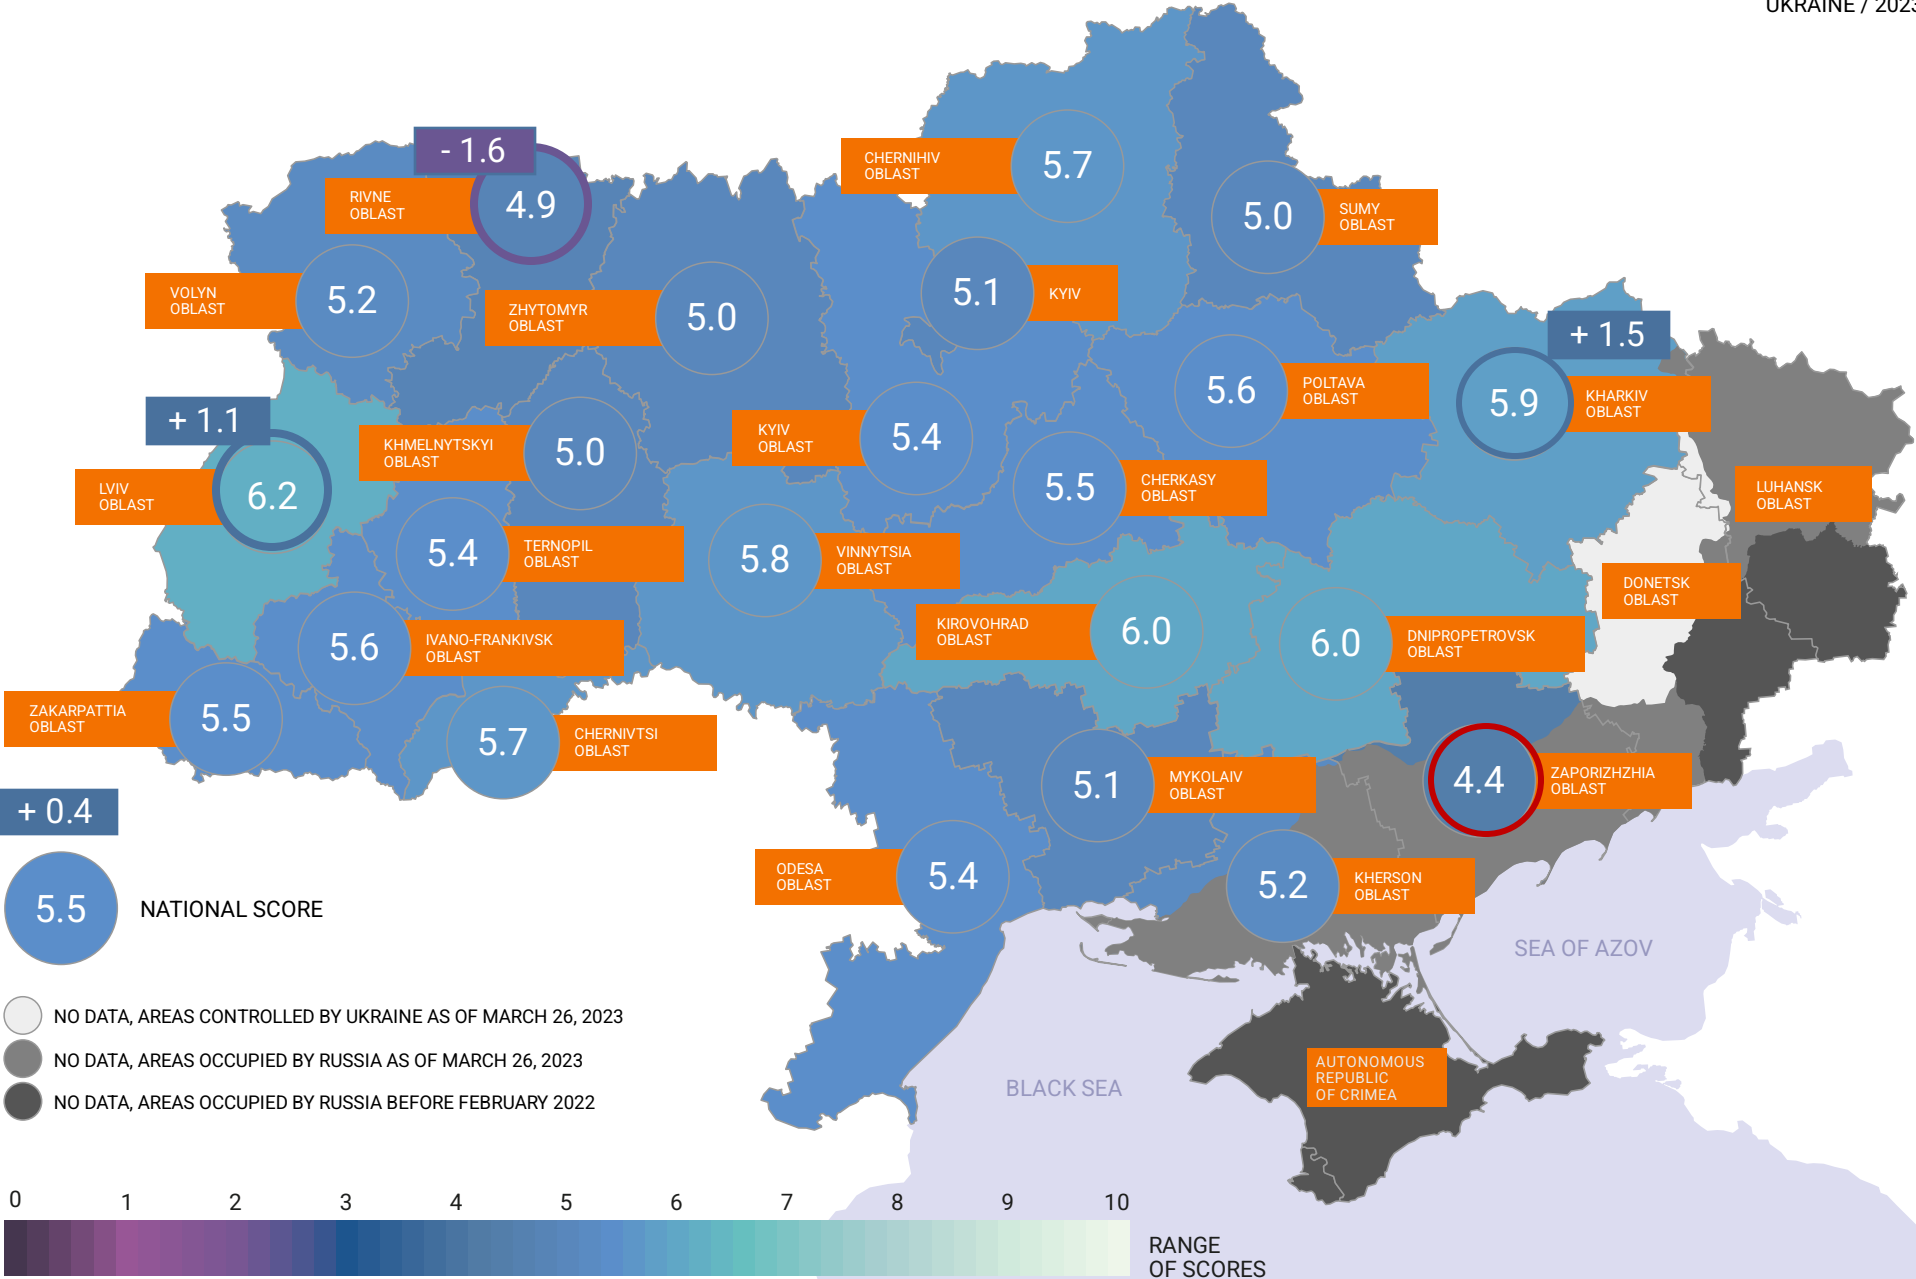 UKRAINE / 2023
- 1.6
RIVNE
OBLAST
4.9
CHERNIHIV
OBLAST
5.7
5.0
SUMY
OBLAST
VOLYN
OBLAST
5.2
ZHYTOMYR
OBLAST
5.0
5.1
KYIV
+ 1.5
5.9
KHARKIV
OBLAST
5.6
POLTAVA
OBLAST
+ 1.1
LVIV
OBLAST
6.2
KHMELNYTSKYI
OBLAST
5.0
KYIV
OBLAST
5.4
5.5
CHERKASY
OBLAST
LUHANSK
OBLAST
5.4
TERNOPIL
OBLAST
5.8
VINNYTSIA
OBLAST
DONETSK
OBLAST
5.6
IVANO-FRANKIVSK
OBLAST
KIROVOHRAD
OBLAST
6.0
6.0
DNIPROPETROVSK
OBLAST
ZAKARPATTIA
OBLAST
5.5
5.7
CHERNIVTSI
OBLAST
5.1
MYKOLAIV
OBLAST
4.4
ZAPORIZHZHIA
OBLAST
+ 0.4
5.5
NATIONAL SCORE
ODESA
OBLAST
5.4
5.2
KHERSON
OBLAST
SEA OF AZOV
NO DATA, AREAS CONTROLLED BY UKRAINE AS OF MARCH 26, 2023
NO DATA, AREAS OCCUPIED BY RUSSIA AS OF MARCH 26, 2023
NO DATA, AREAS OCCUPIED BY RUSSIA BEFORE FEBRUARY 2022
BLACK SEA
AUTONOMOUS
REPUBLIC
OF CRIMEA
0 1 2 3 4 5 6 7 8 9 10
RANGE
OF SCORES